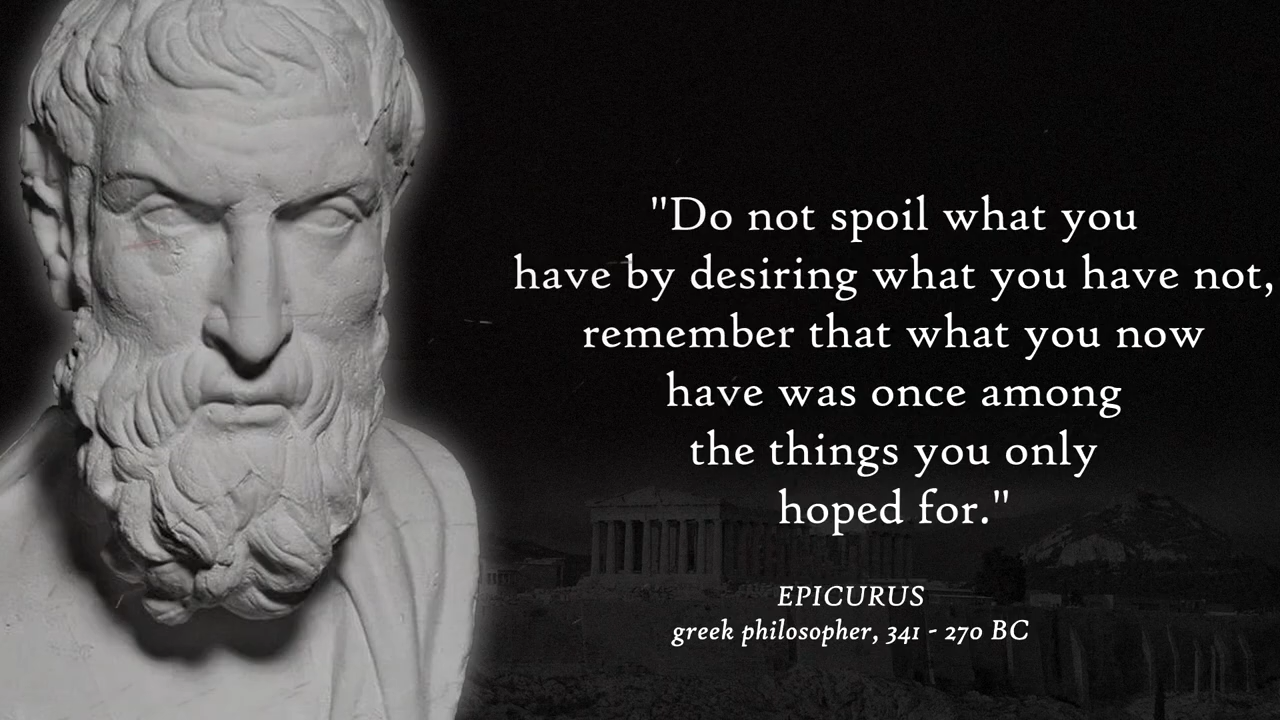 "Do not spoil what you
have by desiring what you have not,
remember that what you now
have was once among
the things you only
hoped for."
EPICURUS
greek philosopher, 341 - 270 BC